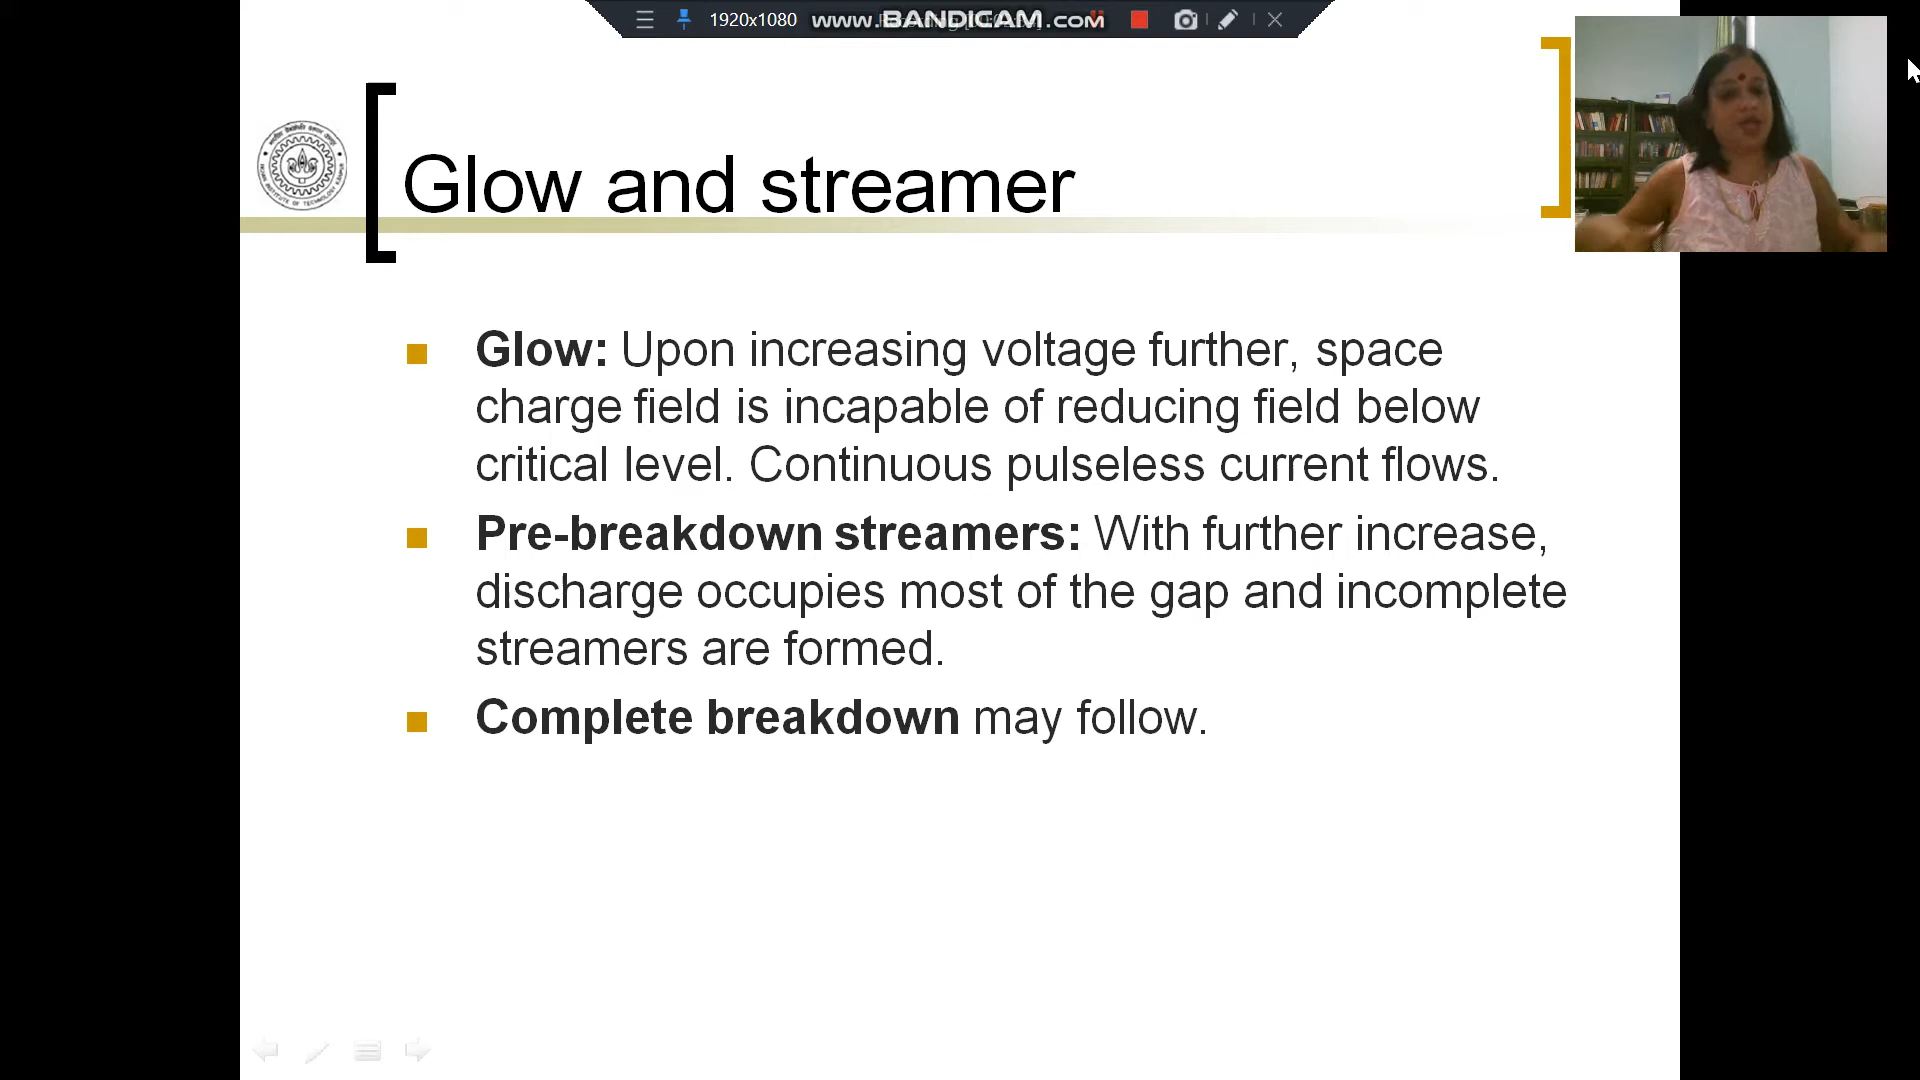 1920x1080
www.BANDICAM.COM
Glow and streamer
Glow: Upon increasing voltage further, space
charge field is incapable of reducing field below
critical level. Continuous pulseless current flows.
Pre-breakdown streamers: With further increase,
discharge occupies most of the gap and incomplete
streamers are formed.
Complete breakdown may follow.